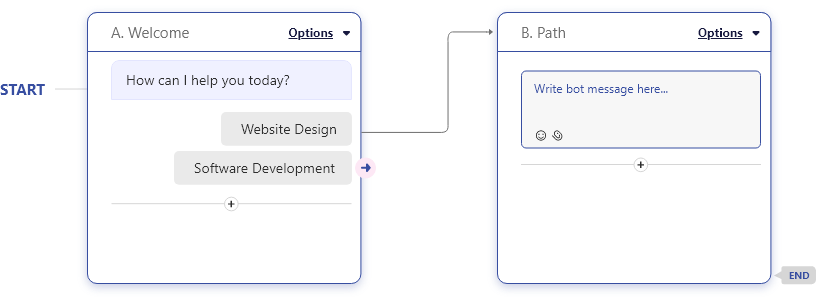 START
A. Welcome
Options
How can I help you today?
Website Design
Software Development
B. Path
Options
Write bot message here...
END